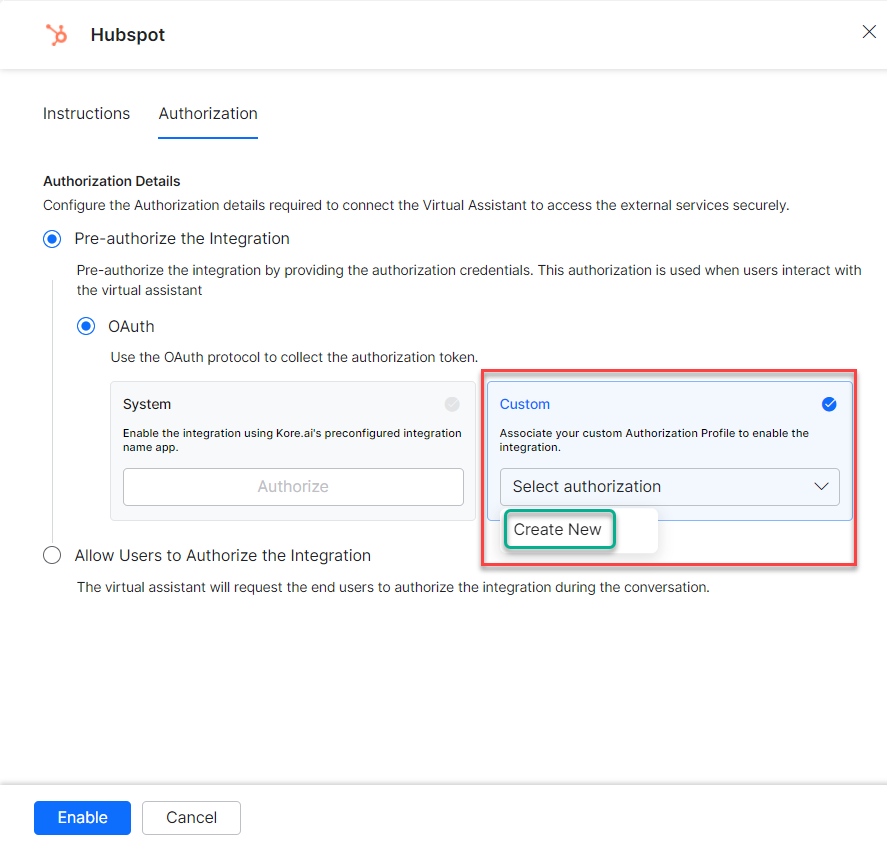 Hubspot
Instructions
Authorization
Authorization Details
Configure the Authorization details required to connect the Virtual Assistant to access the external services securely.
Pre-authorize the Integration
Pre-authorize the integration by providing the authorization credentials. This authorization is used when users interact with
the virtual assistant
OAuth
Use the OAuth protocol to collect the authorization token.
System
Enable the integration using Kore.ai's preconfigured integration
name app.
Authorize
Custom
Associate your custom Authorization Profile to enable the
integration.
Select authorization
Create New
Allow Users to Authorize the Integration
The virtual assistant will request the end users to authorize the integration during the conversation.
Enable
Cancel